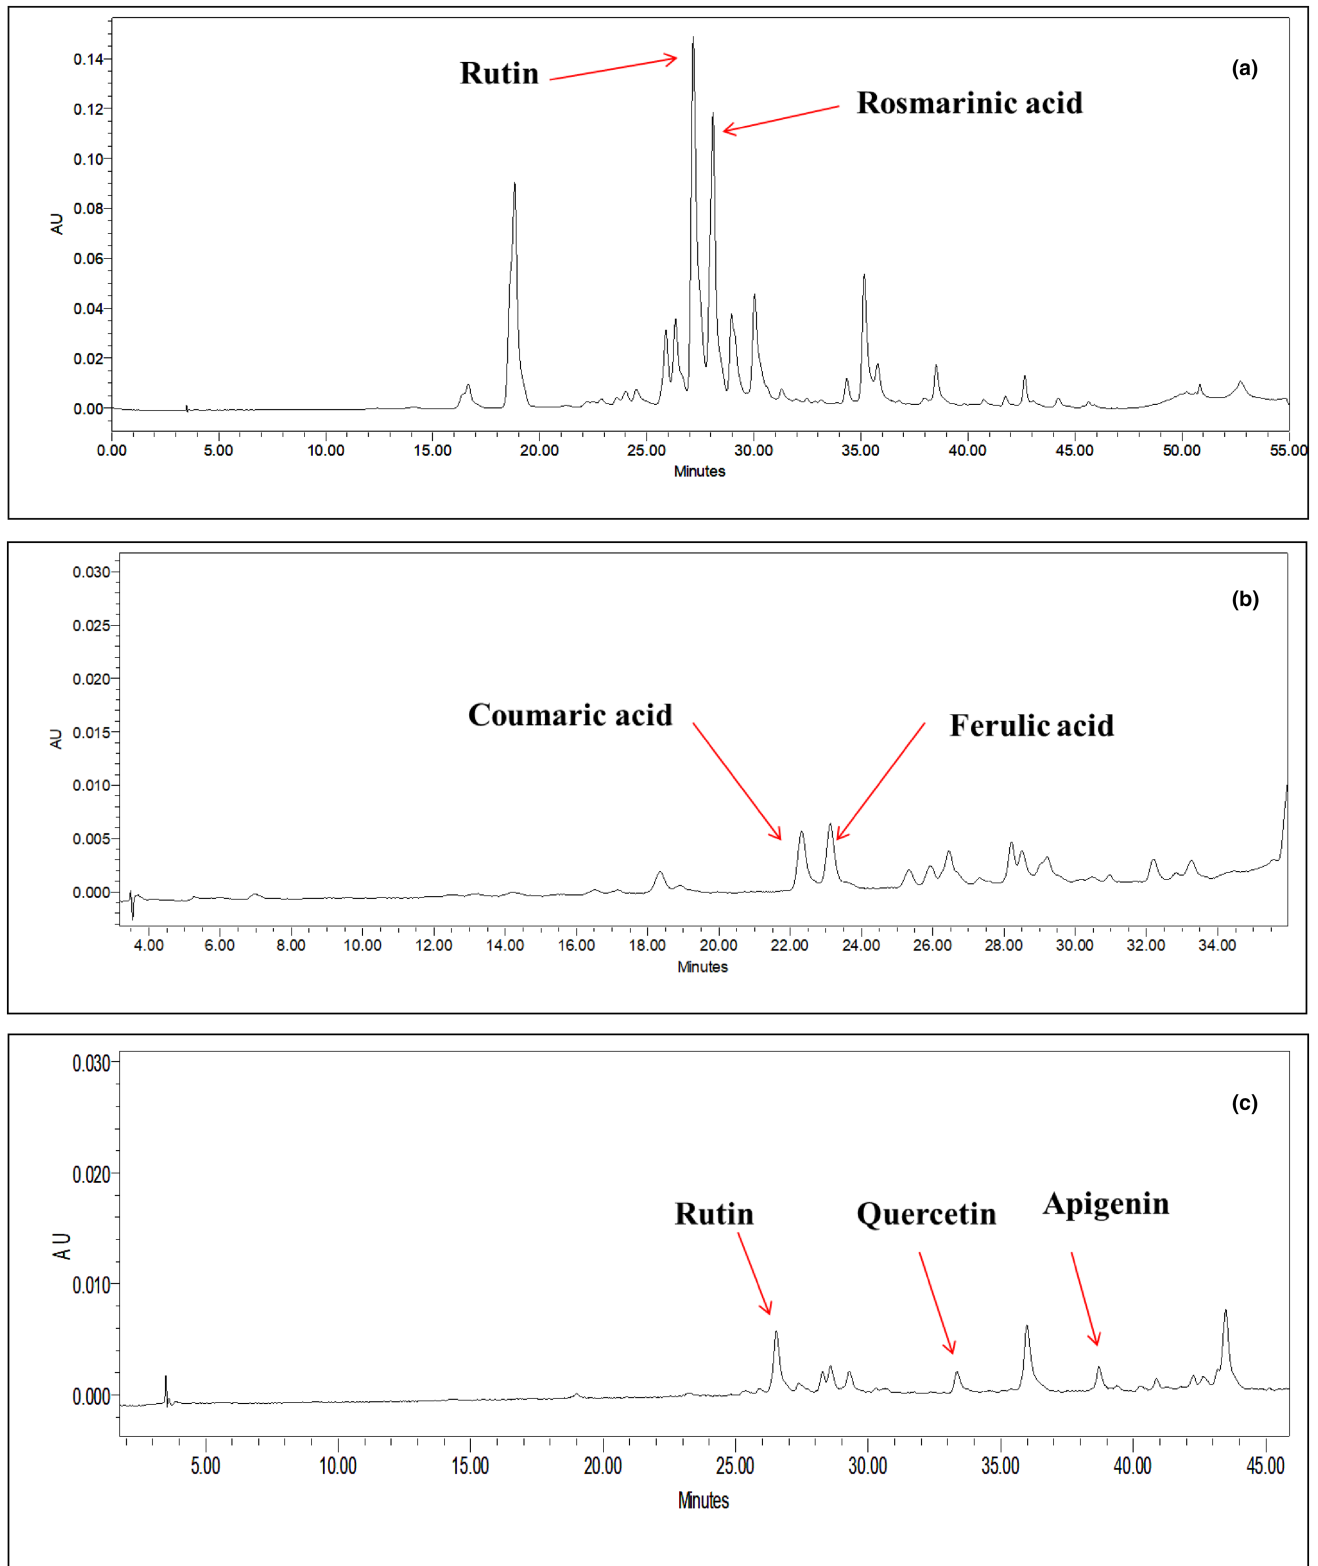 (a)
Rutin
Rosmarinic acid
0.14
0.12
0.10
0.08
0.06
0.04
0.02
0.00
AU
0.00 5.00 10.00 15.00 20.00 25.00 30.00 35.00 40.00 45.00 50.00 55.00
Minutes
(b)
Coumaric acid
Ferulic acid
0.030
0.025
0.020
0.015
0.010
0.005
0.000
AU
4.00 6.00 8.00 10.00 12.00 14.00 16.00 18.00 20.00 22.00 24.00 26.00 28.00 30.00 32.00 34.00
Minutes
(c)
Rutin
Quercetin
Apigenin
0.030
0.020
0.010
0.000
AU
5.00 10.00 15.00 20.00 25.00 30.00 35.00 40.00 45.00
Minutes